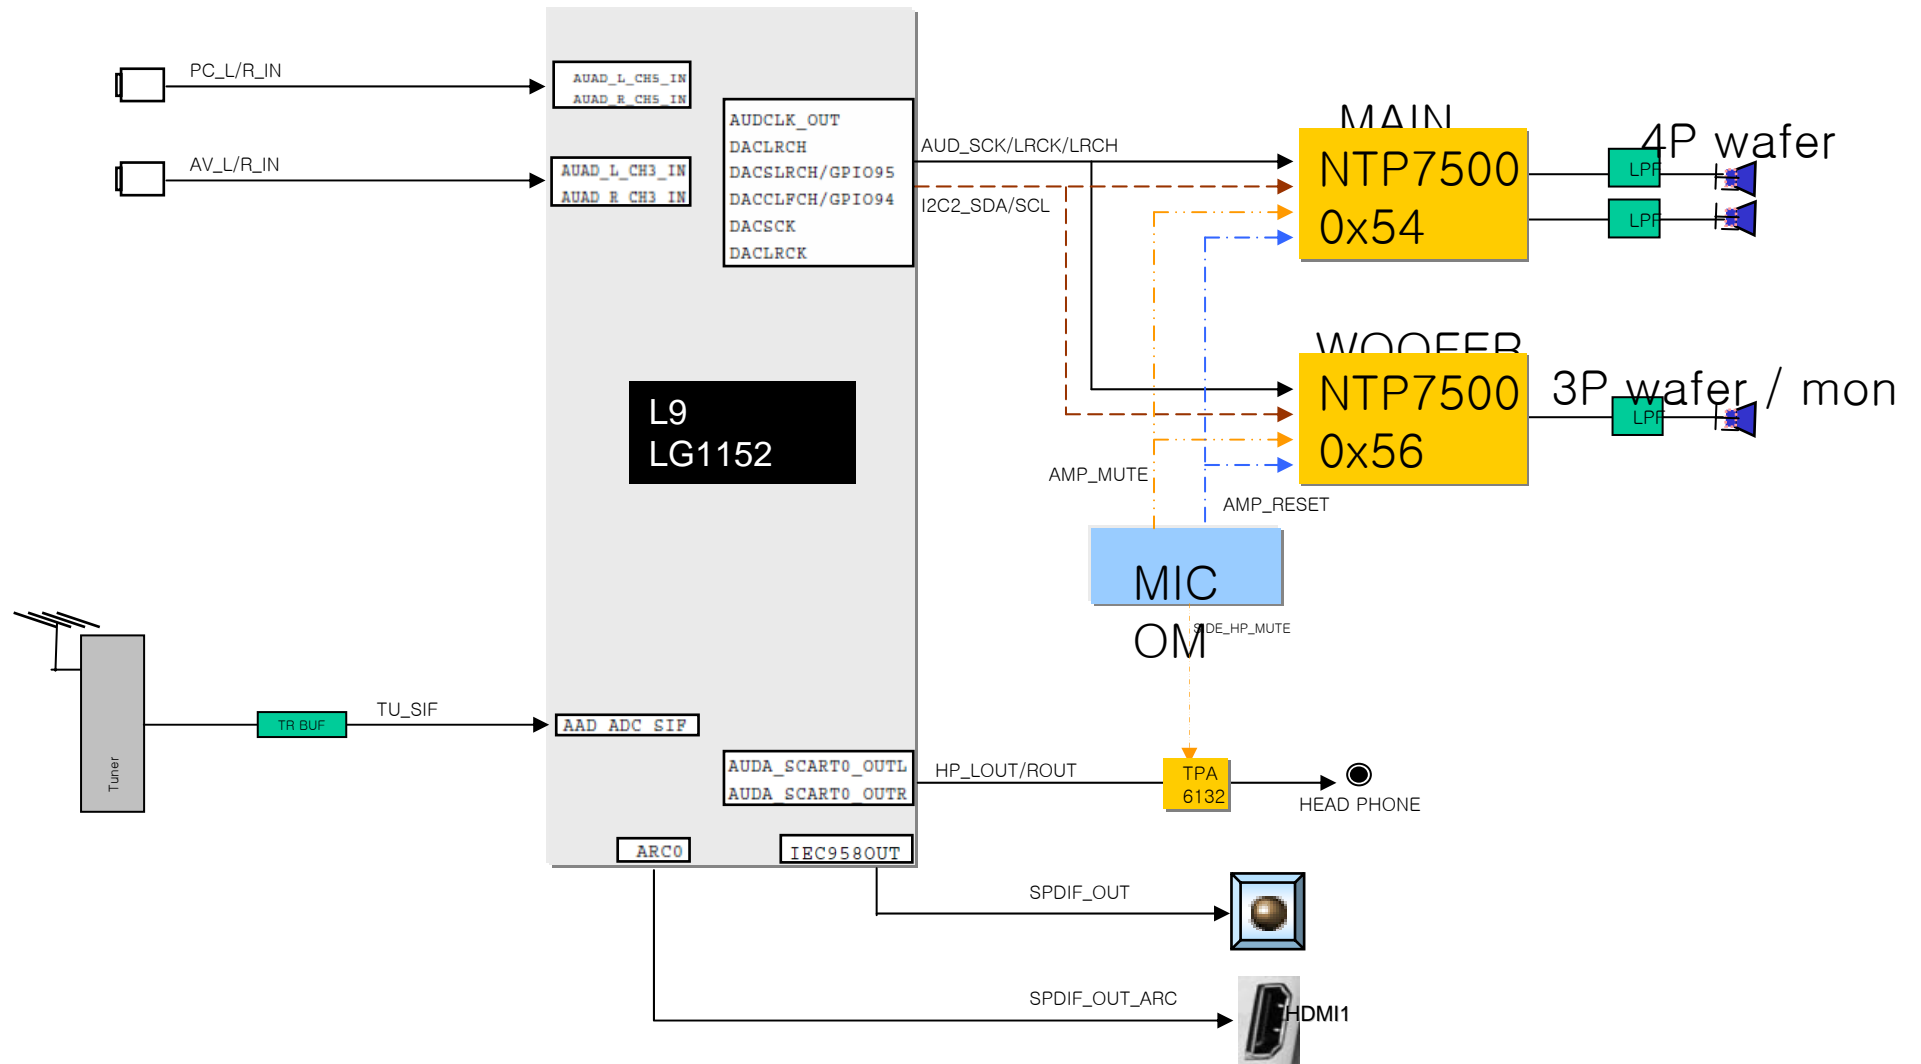 PC_L/R_IN
AUAD_L_CH5_IN
AUAD_R_CH5_IN
AV_L/R_IN
AUAD_L_CH3_IN
AUAD_R_CH3_IN
AUDCLK_OUT
DACLRCH
DACSLRCH/GPIO95
DACCLFCH/GPIO94
DACSCK
DACLRCK
AUD_SCK/LRCK/LRCH
I2C2_SDA/SCL
MAIN
NTP7500
0x54
4P wafer
LPF
LPF
L9
LG1152
WOOFER
NTP7500
0x56
3P wafer / mon
LPF
AMP_MUTE
AMP_RESET
MIC
OM
SIDE_HP_MUTE
Tuner
TR BUF
TU_SIF
AAD_ADC_SIF
AUDA_SCART0_OUTL
AUDA_SCART0_OUTR
HP_LOUT/ROUT
TPA
6132
HEAD PHONE
ARC0
IEC958OUT
SPDIF_OUT
SPDIF_OUT_ARC
HDMI1